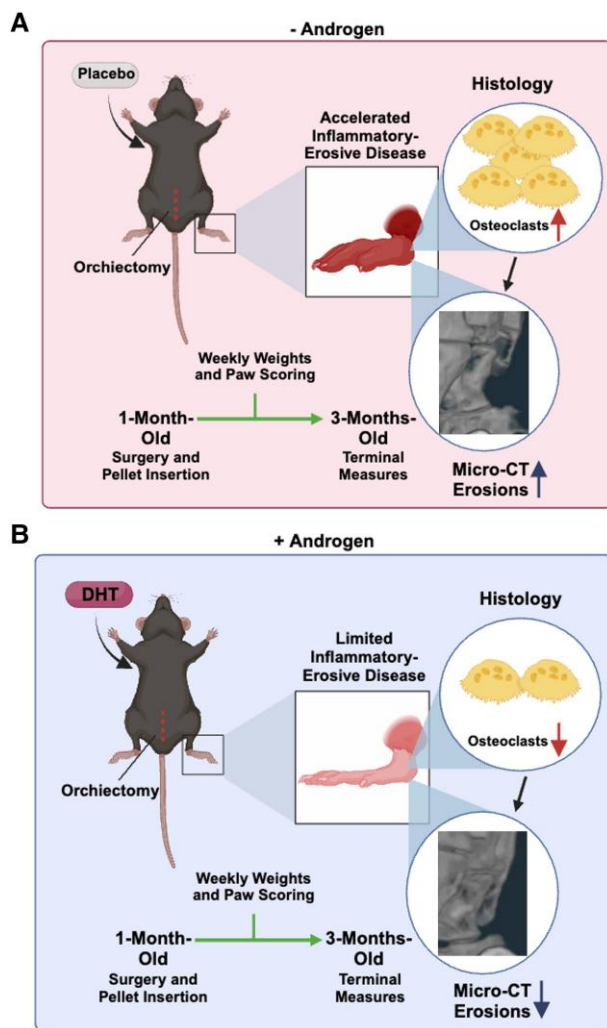 A
- Androgen
Placebo
Histology
Accelerated
Inflammatory-
Erosive Disease
Osteoclasts
Orchiectomy
Weekly Weights
and Paw Scoring
1-Month-
Old
Surgery and
Pellet Insertion
3-Months-
Old
Terminal
Measures
Micro-CT
Erosions
B
+ Androgen
DHT
Histology
Limited
Inflammatory-
Erosive Disease
Osteoclasts
Orchiectomy
Weekly Weights
and Paw Scoring
1-Month-
Old
Surgery and
Pellet Insertion
3-Months-
Old
Terminal
Measures
Micro-CT
Erosions